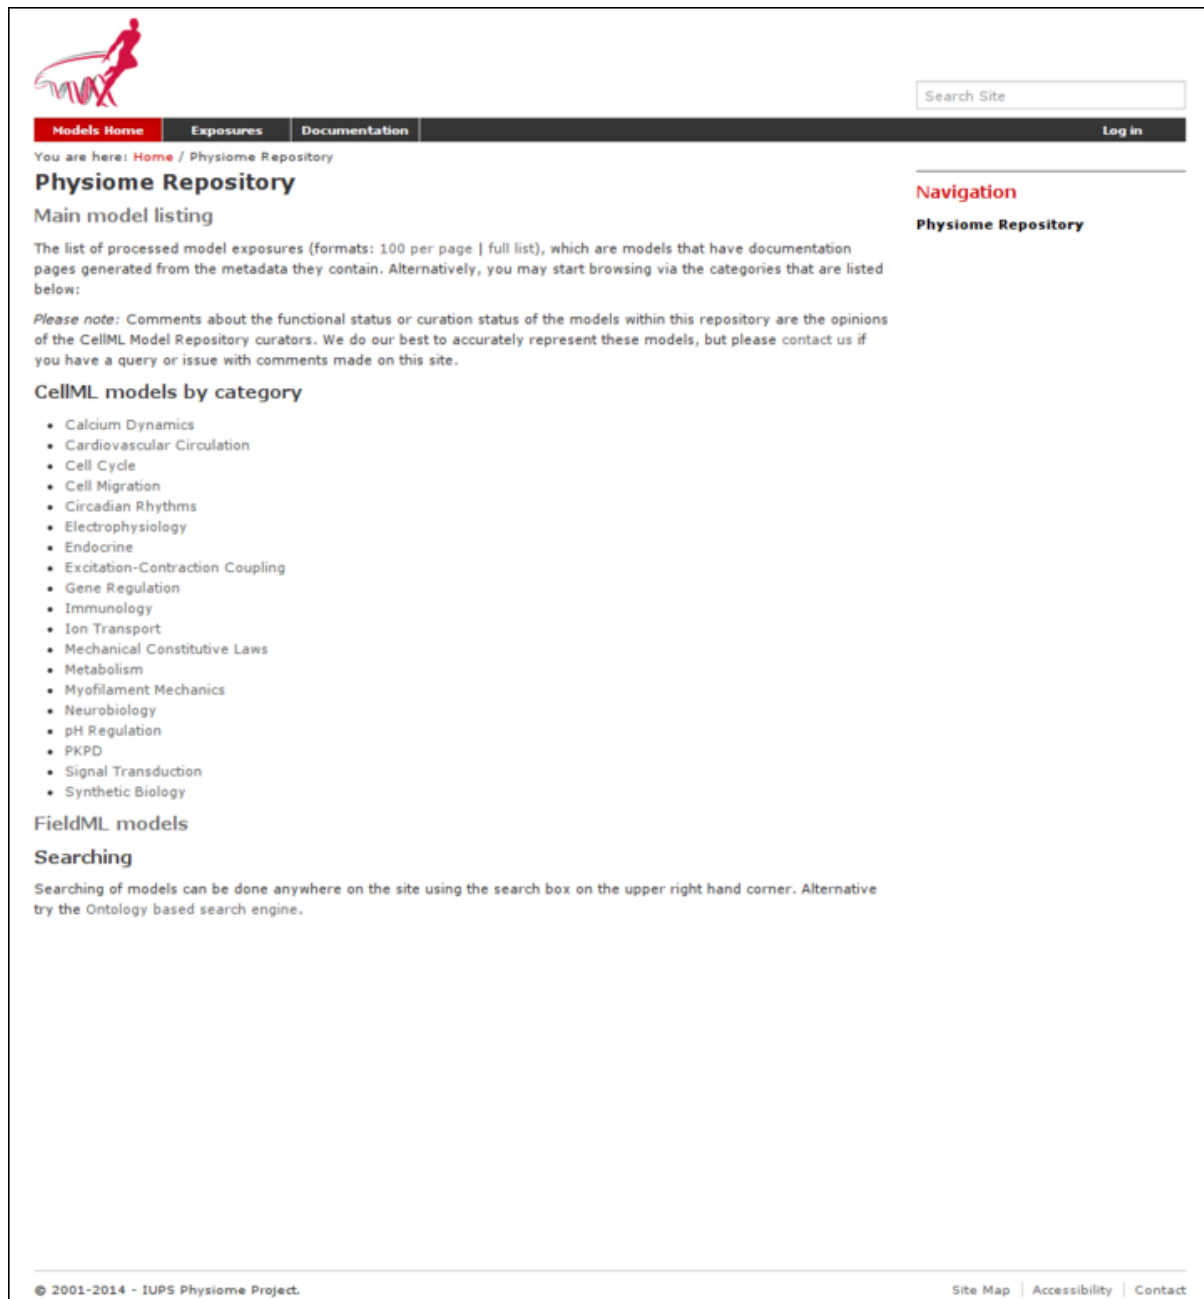 Search Site
Models Home Exposures Documentation Log in
You are here: Home / Physiome Repository
Physiome Repository
Main model listing
The list of processed model exposures (formats: 100 per page | full list), which are models that have documentation
pages generated from the metadata they contain. Alternatively, you may start browsing via the categories that are listed
below:
Please note: Comments about the functional status or curation status of the models within this repository are the opinions
of the CellML Model Repository curators. We do our best to accurately represent these models, but please contact us if
you have a query or issue with comments made on this site.
CellML models by category
• Calcium Dynamics
• Cardiovascular Circulation
• Cell Cycle
• Cell Migration
• Circadian Rhythms
• Electrophysiology
• Endocrine
• Excitation-Contraction Coupling
• Gene Regulation
• Immunology
• Ion Transport
• Mechanical Constitutive Laws
• Metabolism
• Myofilament Mechanics
• Neurobiology
• pH Regulation
• PKPD
• Signal Transduction
• Synthetic Biology
FieldML models
Searching
Searching of models can be done anywhere on the site using the search box on the upper right hand corner. Alternative
try the Ontology based search engine.
Navigation
Physiome Repository
© 2001-2014 - IUPS Physiome Project.
Site Map | Accessibility | Contact